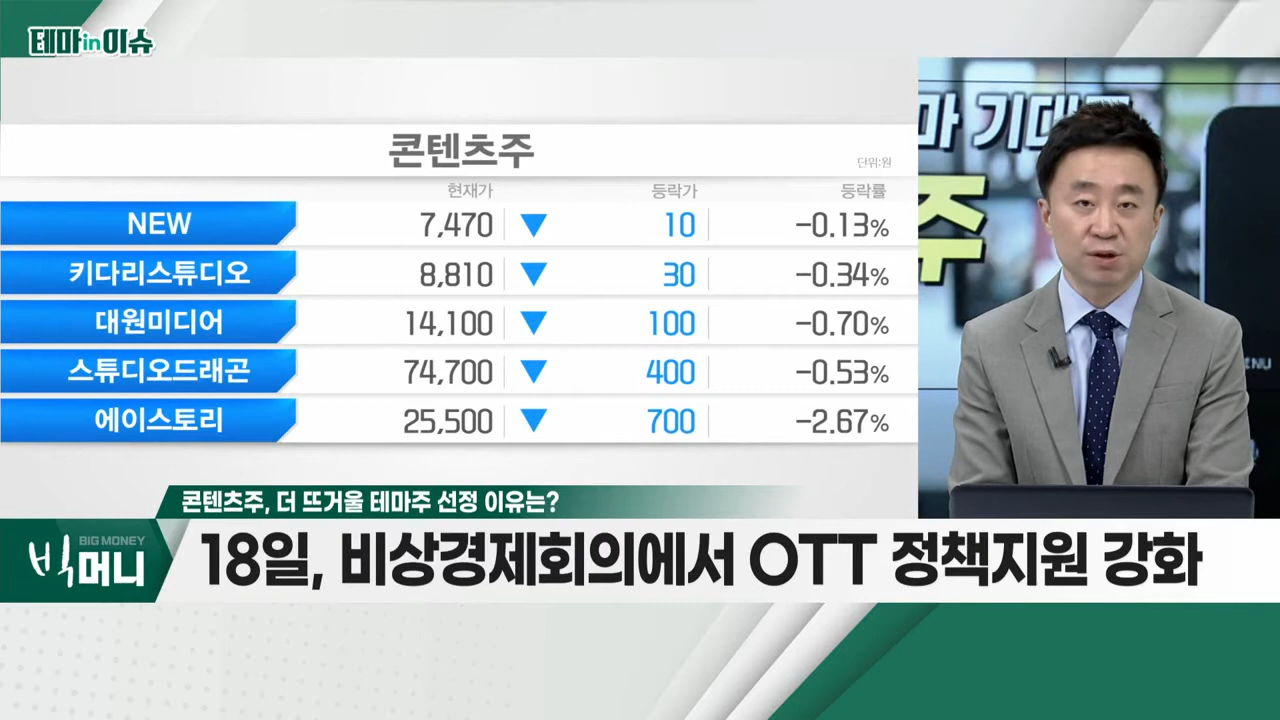 테마in이슈
마 기대주
주
콘텐츠주
단위:원
현재가 등락가 등락률
NEW 7,470 ▼ 10 -0.13%
키다리스튜디오 8,810 ▼ 30 -0.34%
대원미디어 14,100 ▼ 100 -0.70%
스튜디오드래곤 74,700 ▼ 400 -0.53%
에이스토리 25,500 ▼ 700 -2.67%
콘텐츠주, 더 뜨거울 테마주 선정 이유는?
BIG MONEY
빅머니
18일, 비상경제회의에서 OTT 정책지원 강화